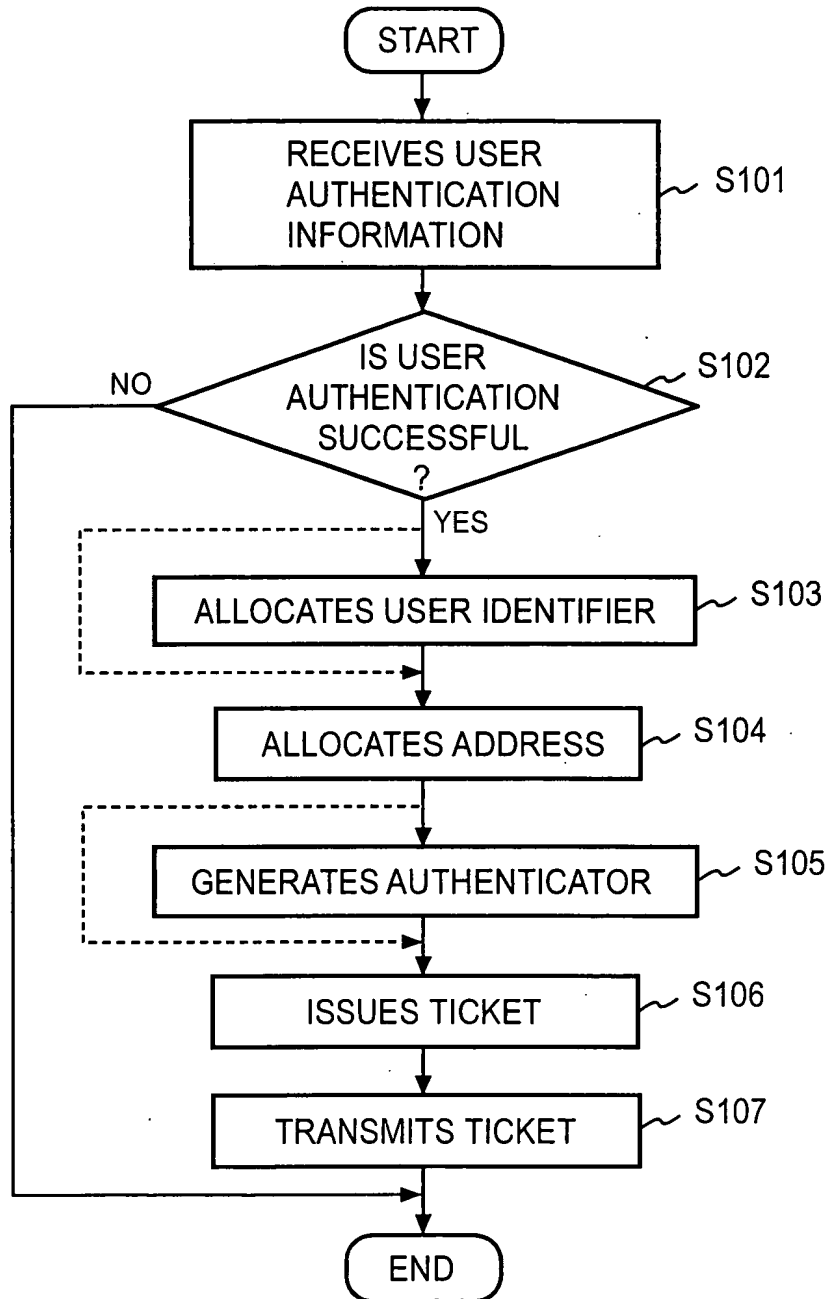 START
RECEIVES USER
AUTHENTICATION
INFORMATION
S101
IS USER
AUTHENTICATION
SUCCESSFUL
?
S102
NO
YES
ALLOCATES USER IDENTIFIER
S103
ALLOCATES ADDRESS
S104
GENERATES AUTHENTICATOR
S105
ISSUES TICKET
S106
TRANSMITS TICKET
S107
END